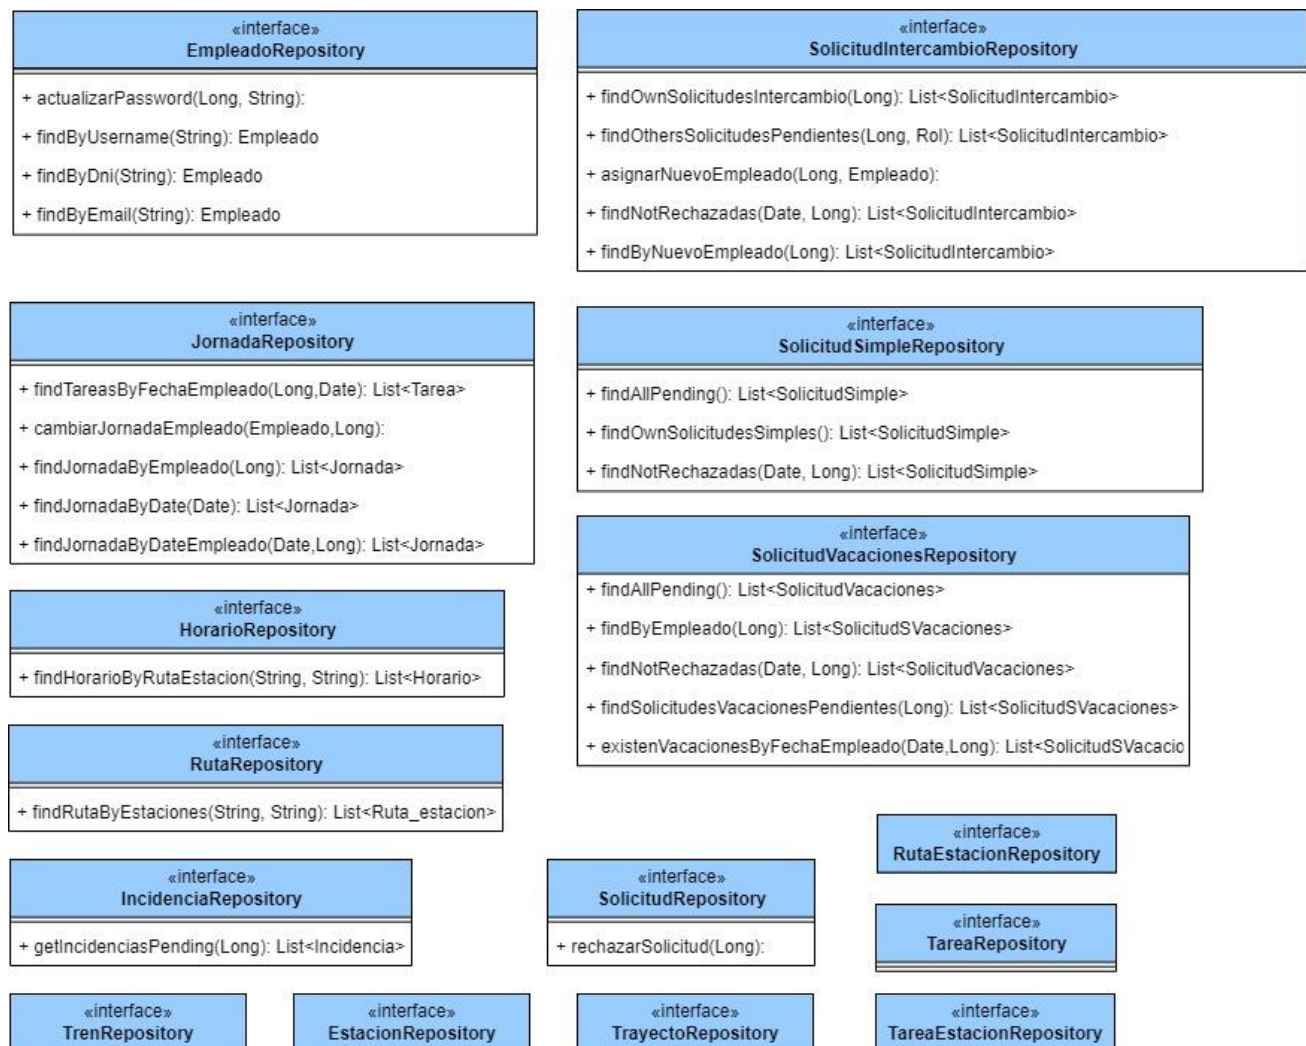 «interface»
EmpleadoRepository
+ actualizarPassword(Long, String):
+ findByUsername(String): Empleado
+ findByDni(String): Empleado
+ findByEmail(String): Empleado
«interface»
SolicitudIntercambioRepository
+ findOwnSolicitudesIntercambio(Long): List<SolicitudIntercambio>
+ findOthersSolicitudesPendientes(Long, Rol): List<SolicitudIntercambio>
+ asignarNuevoEmpleado(Long, Empleado):
+ findNotRechazadas(Date, Long): List<SolicitudIntercambio>
+ findByNuevoEmpleado(Long): List<SolicitudIntercambio>
«interface»
JornadaRepository
+ findTareasByFechaEmpleado(Long,Date): List<Tarea>
+ cambiarJornadaEmpleado(Empleado,Long):
+ findJornadaByEmpleado(Long): List<Jornada>
+ findJornadaByDate(Date): List<Jornada>
+ findJornadaByDateEmpleado(Date,Long): List<Jornada>
«interface»
SolicitudSimpleRepository
+ findAllPending(): List<SolicitudSimple>
+ findOwnSolicitudesSimples(): List<SolicitudSimple>
+ findNotRechazadas(Date, Long): List<SolicitudSimple>
«interface»
SolicitudVacacionesRepository
+ findAllPending(): List<SolicitudVacaciones>
+ findByEmpleado(Long): List<SolicitudSVacaciones>
+ findNotRechazadas(Date, Long): List<SolicitudVacaciones>
+ findSolicitudesVacacionesPendientes(Long): List<SolicitudSVacaciones>
+ existenVacacionesByFechaEmpleado(Date,Long): List<SolicitudSVacacio
«interface»
HorarioRepository
+ findHorarioByRutaEstacion(String, String): List<Horario>
«interface»
RutaRepository
+ findRutaByEstaciones(String, String): List<Ruta_estacion>
«interface»
RutaEstacionRepository
«interface»
IncidenciaRepository
+ getIncidenciasPending(Long): List<Incidencia>
«interface»
SolicitudRepository
+ rechazarSolicitud(Long):
«interface»
TareaRepository
«interface»
TrenRepository
«interface»
EstacionRepository
«interface»
TrayectoRepository
«interface»
TareaEstacionRepository